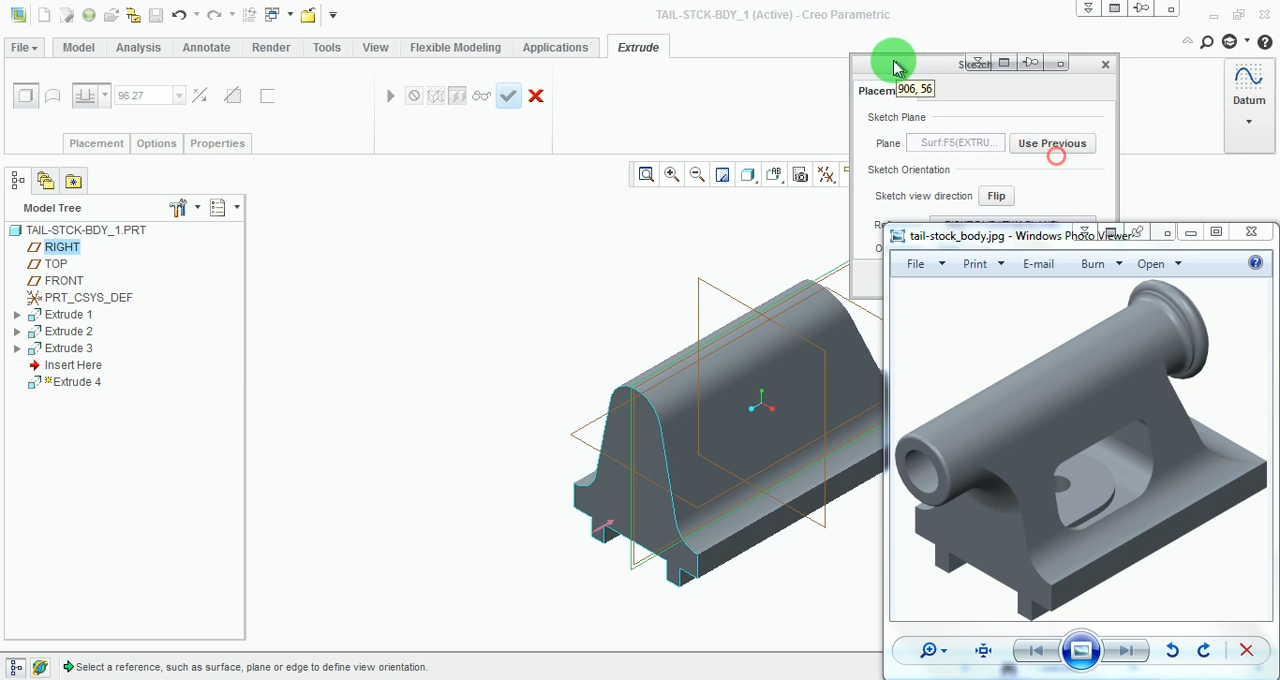 TAIL-STCK-BDY_1 (Active) - Creo Parametric
File Model Analysis Annotate Render Tools View Flexible Modeling Applications Extrude
96.27
Placement Options Properties
Datum
Sketch
906, 56
Placem
Sketch Plane
Plane Surf:F5(EXTRU... Use Previous
Sketch Orientation
Sketch view direction Flip
Model Tree
TAIL-STCK-BDY_1.PRT
RIGHT
TOP
FRONT
PRT_CSYS_DEF
Extrude 1
Extrude 2
Extrude 3
Insert Here
Extrude 4
tail-stock_body.jpg - Windows Photo Viewer
File Print E-mail Burn Open
Select a reference, such as surface, plane or edge to define view orientation.